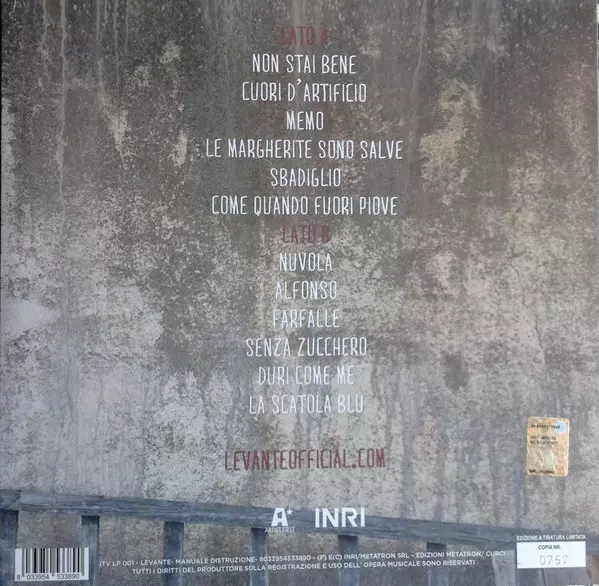 LATO A
NON STAI BENE
CUORI D'ARTIFICIO
MEMO
LE MARGHERITE SONO SALVE
SBADIGLIO
COME QUANDO FUORI PIOVE
LATO B
NUVOLA
ALFONSO
FARFALLE
SENZA ZUCCHERO
DURI COME ME
LA SCATOLA BLU
LEVANTEOFFICIAL.COM
A*
ARTIST FIRST
INRI
EDIZIONE A TIRATURA LIMITATA
COPIA NR.
0757
8 033954 533890
ITV LP 001 - LEVANTE- MANUALE DISTRUZIONE- 8033954533890 - (P) E(C) INRI/METATRON SRL - EDIZIONI METATRON/ CURCI
TUTTI I DIRITTI DEL PRODUTTORE SULLA REGISTRAZIONE E USO DELL' OPERA MUSICALE SONO RISERVATI